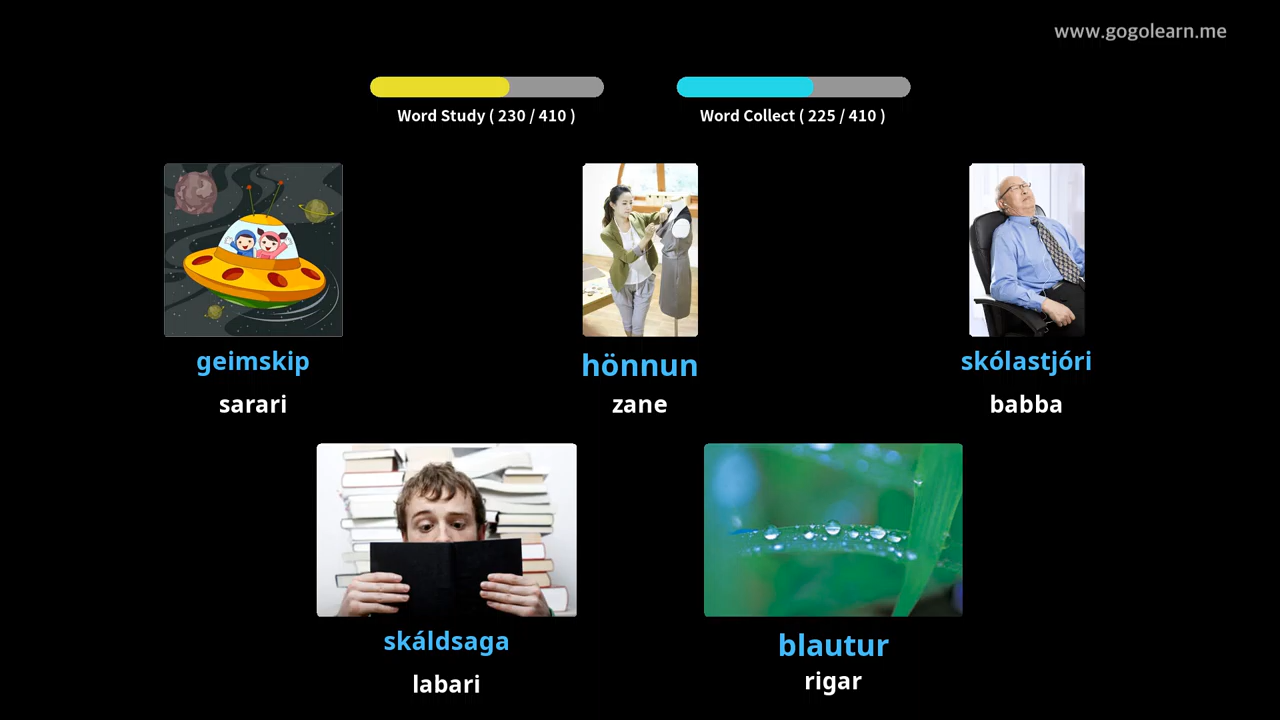 www.gogolearn.me
Word Study ( 230 / 410 )
Word Collect ( 225 / 410 )
geimskip
sarari
hönnun
zane
skólastjóri
babba
skáldsaga
labari
blautur
rigar